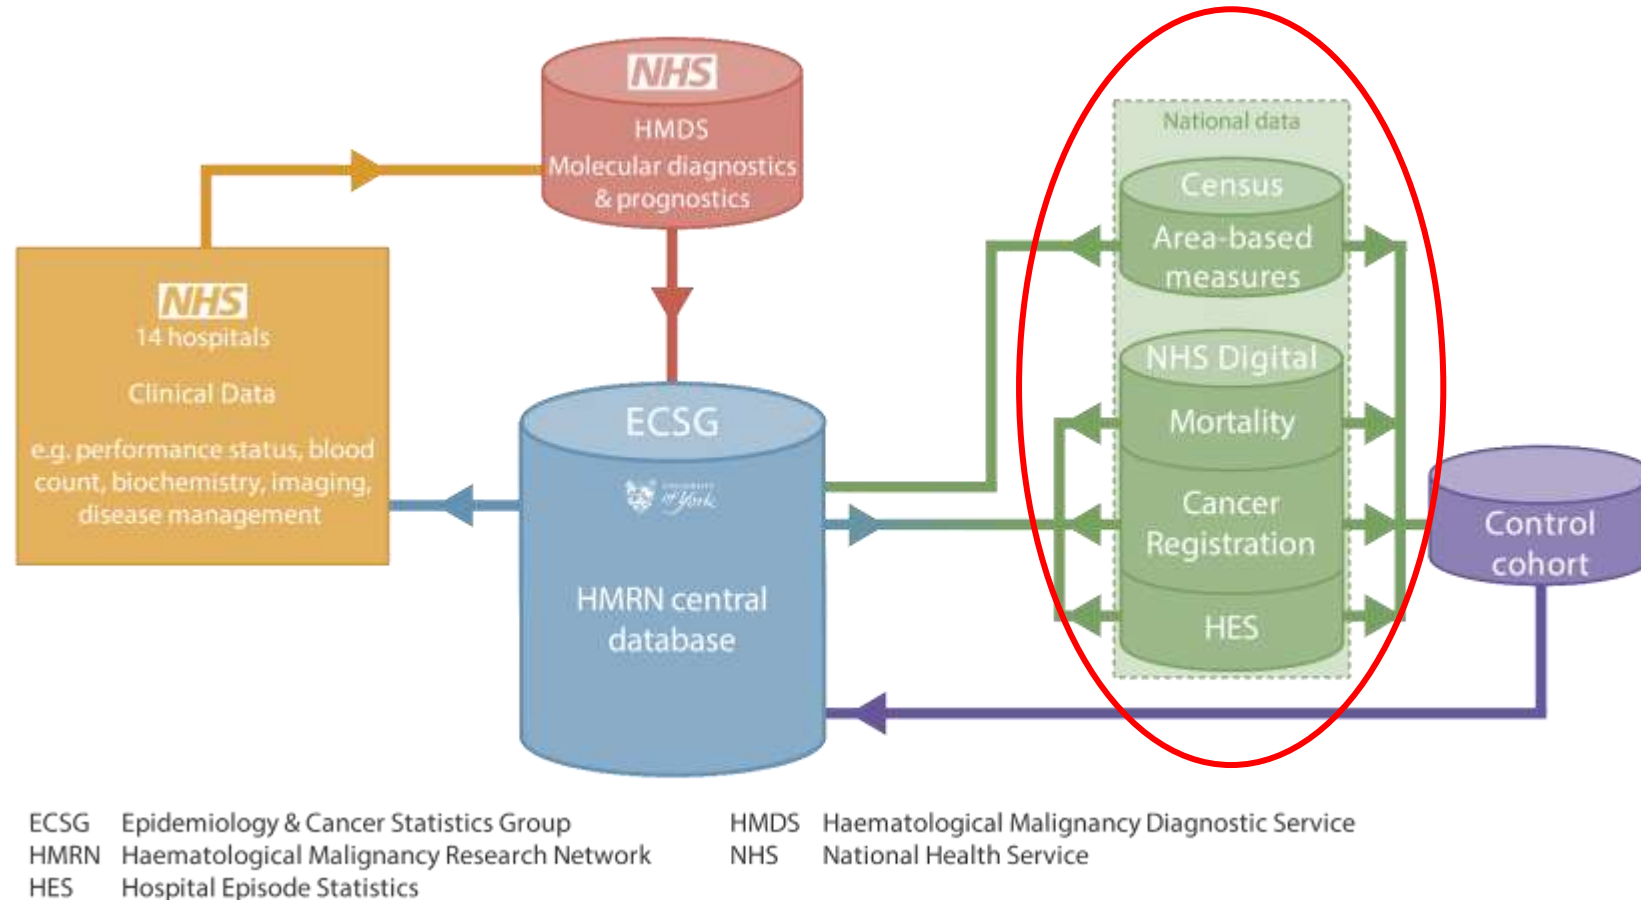 NHS
HMDS
Molecular diagnostics
& prognostics
NHS
14 hospitals
Clinical Data
e.g. performance status, blood
count, biochemistry, imaging,
disease management
ECSG
UNIVERSITY
of York
HMRN central
database
National data
Census
Area-based
measures
NHS Digital
Mortality
Cancer
Registration
HES
Control
cohort
ECSG Epidemiology & Cancer Statistics Group
HMRN Haematological Malignancy Research Network
HES Hospital Episode Statistics
HMDS Haematological Malignancy Diagnostic Service
NHS National Health Service